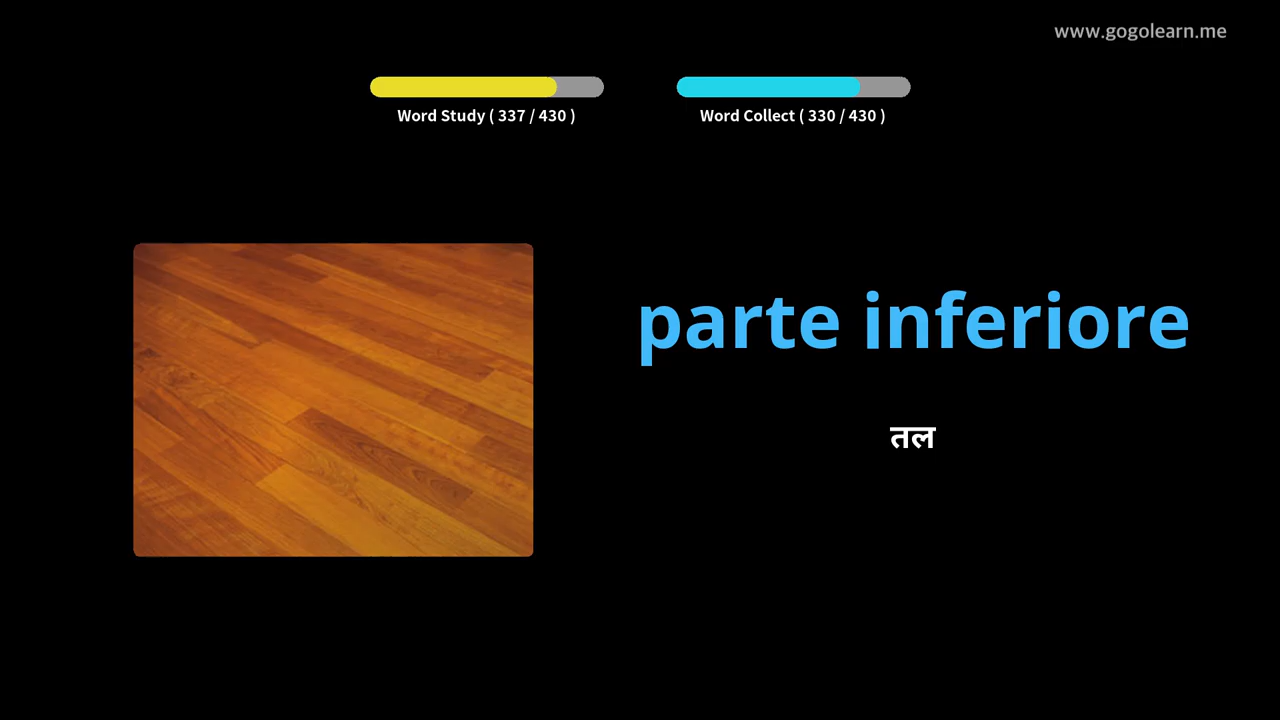 www.gogolearn.me
Word Study ( 337 / 430 )
Word Collect ( 330 / 430 )
parte inferiore
तल